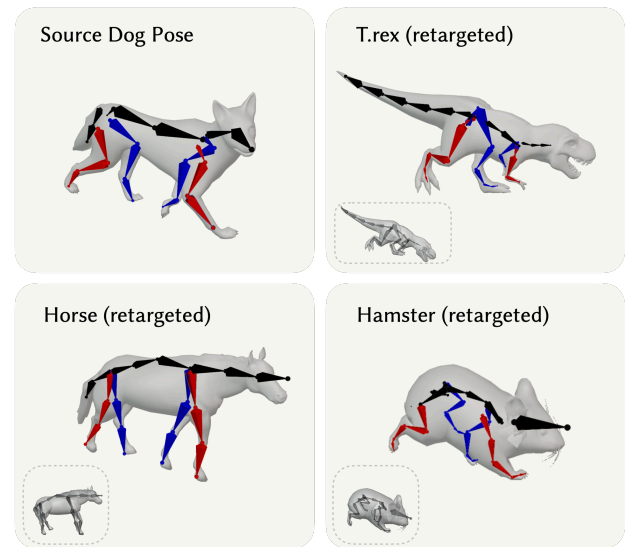 Source Dog Pose
T.rex (retargeted)
Horse (retargeted)
Hamster (retargeted)